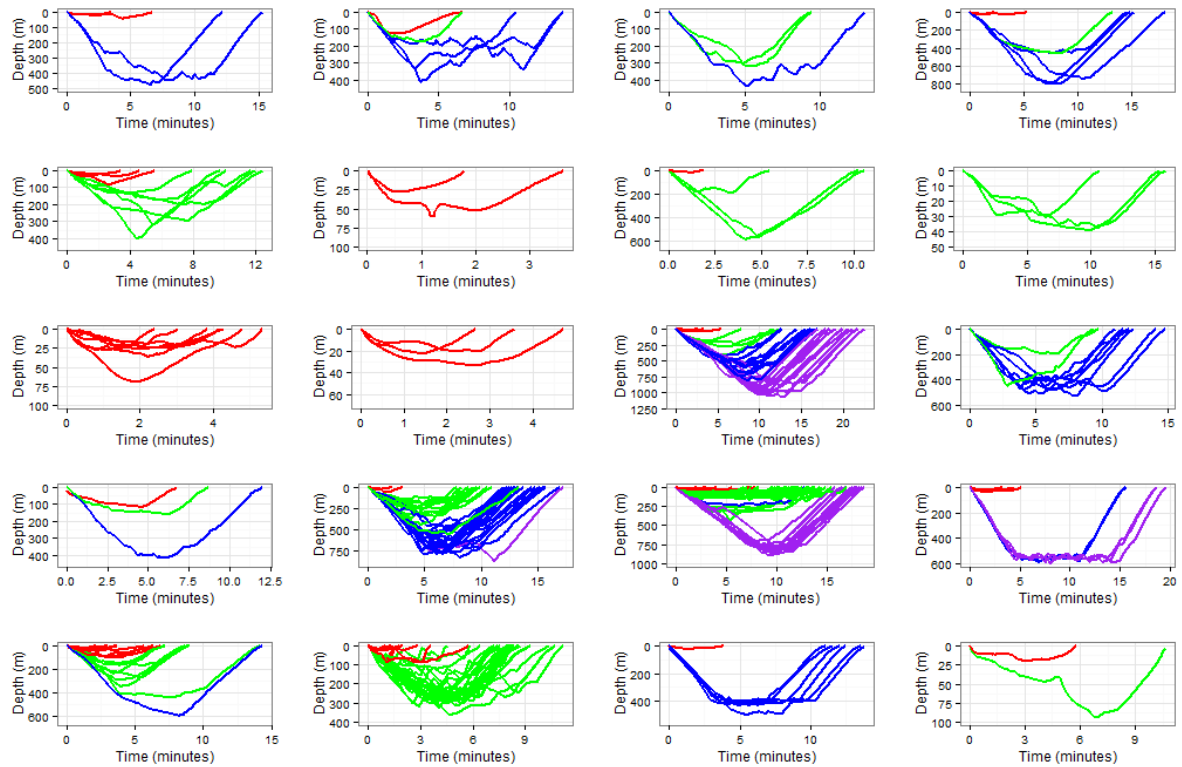 Depth (m) 0 100 200 300 400 500
0 5 10 15
Time (minutes)
Depth (m) 0 100 200 300 400
0 5 10
Time (minutes)
Depth (m) 0 100 200 300 400
0 5 10
Time (minutes)
Depth (m) 0 200 400 600 800
0 5 10 15
Time (minutes)
Depth (m) 0 100 200 300 400
0 4 8 12
Time (minutes)
Depth (m) 0 25 50 75 100
0 1 2 3
Time (minutes)
Depth (m) 0 200 400 600
0.0 2.5 5.0 7.5 10.0
Time (minutes)
Depth (m) 0 10 20 30 40 50
0 5 10 15
Time (minutes)
Depth (m) 0 25 50 75 100
0 2 4
Time (minutes)
Depth (m) 0 20 40 60
0 1 2 3 4
Time (minutes)
Depth (m) 0 250 500 750 1000 1250
0 5 10 15 20
Time (minutes)
Depth (m) 0 200 400 600
0 5 10 15
Time (minutes)
Depth (m) 0 100 200 300 400
0.0 2.5 5.0 7.5 10.0 12.5
Time (minutes)
Depth (m) 0 250 500 750
0 5 10 15
Time (minutes)
Depth (m) 0 250 500 750 1000
0 5 10 15
Time (minutes)
Depth (m) 0 200 400 600
0 5 10 15 20
Time (minutes)
Depth (m) 0 200 400 600
0 5 10 15
Time (minutes)
Depth (m) 0 100 200 300 400
0 3 6 9
Time (minutes)
Depth (m) 0 200 400
0 5 10
Time (minutes)
Depth (m) 0 25 50 75 100
0 3 6 9
Time (minutes)